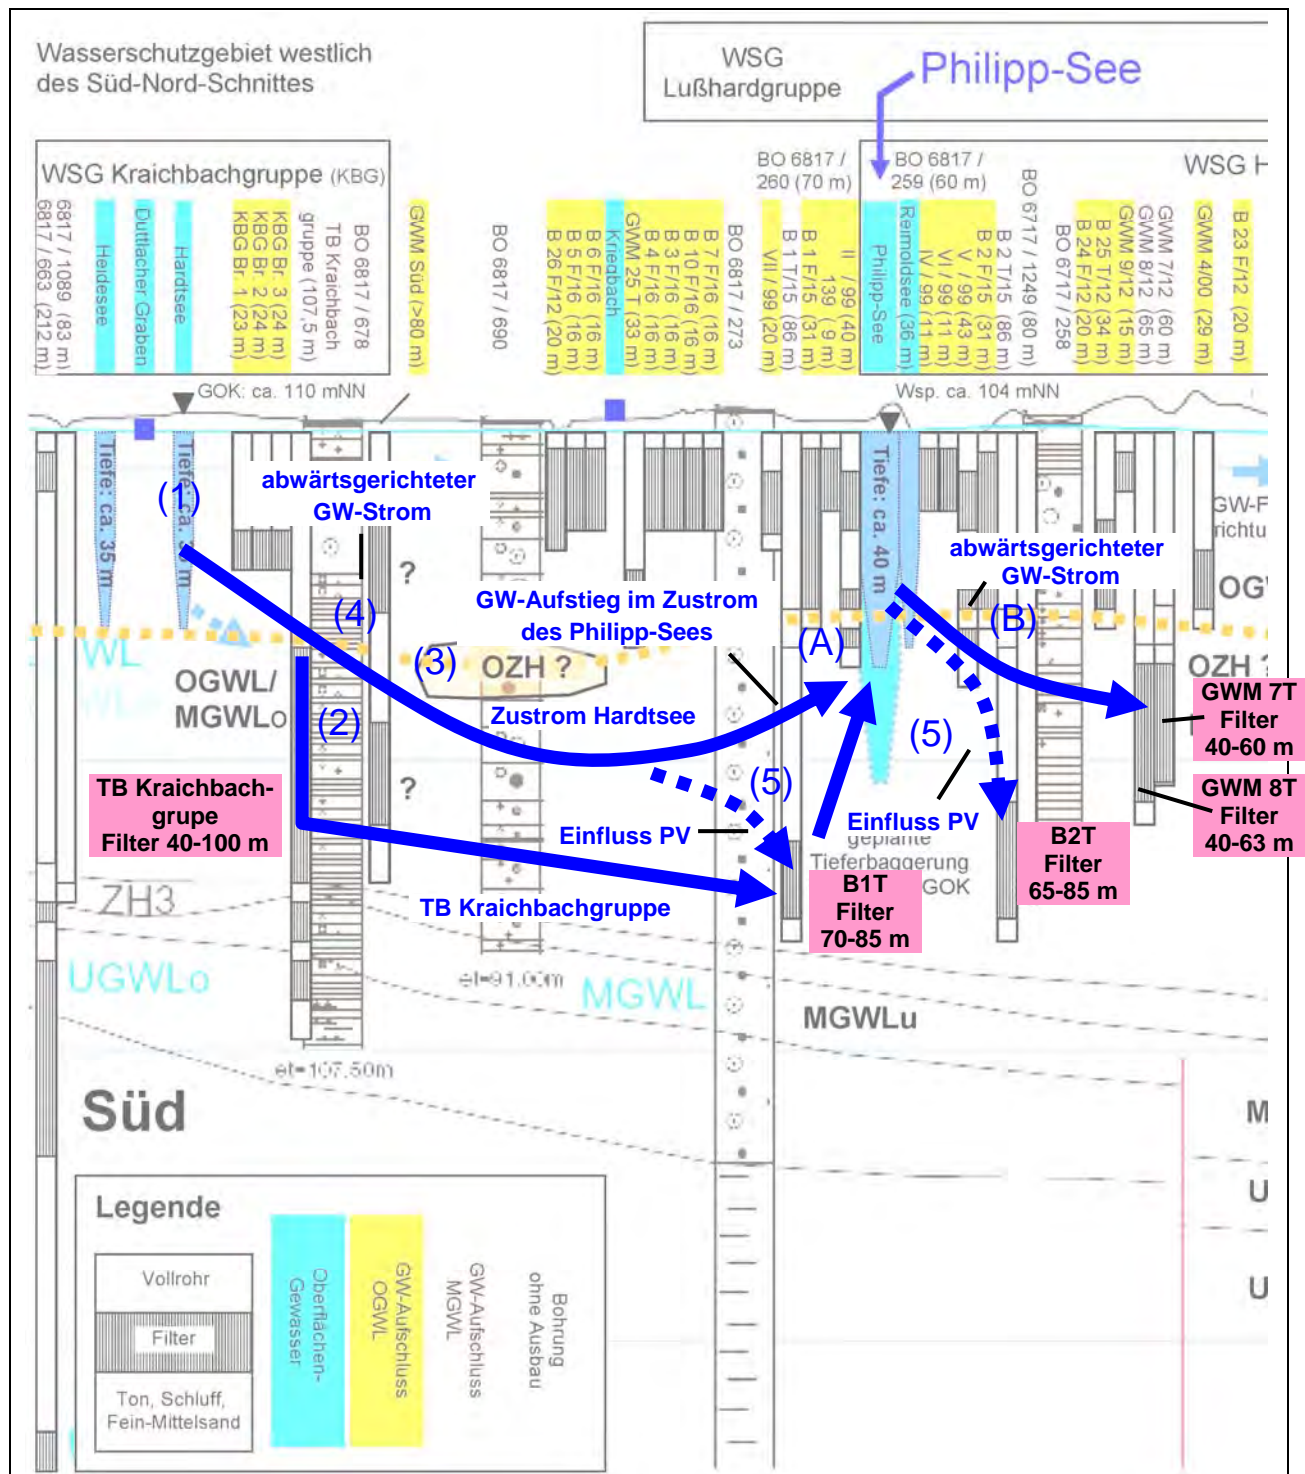 Wasserschutzgebiet westlich
des Süd-Nord-Schnittes
WSG
Lußhardgruppe
Philipp-See
WSG Kraichbachgruppe (KBG)
BO 6817 /
260 (70 m)
BO 6817 /
259 (60 m)
WSG H
6817 / 663 (212 m)
6817 / 1089 (83 m)
Heidesee
Duttlacher Graben
Hardtsee
KBG Br. 1 (23 m)
KBG Br. 2 (24 m)
KBG Br. 3 (24 m)
TB Kraichbach
gruppe (107,5 m)
BO 6817 / 678
GWM Süd (>80 m)
BO 6817 / 690
B 26 F/12 (20 m)
B 5 F/16 (16 m)
B 6 F/16 (16 m)
Kriegbach
GWM 25 T (33 m)
B 4 F/16 (16 m)
B 3 F/16 (16 m)
B 10 F/16 (16 m)
B 7 F/16 (16 m)
BO 6817 / 273
VII / 99 (20 m)
B 1 T/15 (86 m)
B 1 F/15 (31 m)
139 (9 m)
II / 99 (40 m)
Philipp-See
Reimoldsee (36 m)
IV / 99 (11 m)
VI / 99 (11 m)
V / 99 (43 m)
B 2 F/15 (31 m)
B 2 T/15 (86 m)
BO 6717 / 1249 (80 m)
BO 6717 / 258
B 24 F/12 (20 m)
B 25 T/12 (34 m)
GWM 9/12 (15 m)
GWM 8/12 (65 m)
GWM 7/12 (60 m)
GWM 4/00 (29 m)
B 23 F/12 (20 m)
GOK: ca. 110 mNN
Wsp. ca. 104 mNN
Tiefe: ca. 35 m
(1)
abwärtsgerichteter
GW-Strom
Tiefe: ca. 40 m
GW-F
richtu
abwärtsgerichteter
GW-Strom
?
OGW
(4)
GW-Aufstieg im Zustrom
des Philipp-Sees
(A)
(B)
WL
(3)
OZH ?
OZH ?
OGWL/
MGWLo
(2)
Zustrom Hardtsee
(5)
GWM 7T
Filter
40-60 m
TB Kraichbach-
grupe
Filter 40-100 m
?
(5)
Einfluss PV
Einfluss PV
GWM 8T
Filter
40-63 m
geplante
Tieferbaggerung
GOK
B2T
Filter
65-85 m
ZH3
TB Kraichbachgruppe
B1T
Filter
70-85 m
UGWLo
et=91.00m
MGWL
MGWLu
et=107.50m
Süd
M
U
U
Legende
Vollrohr
Filter
Ton, Schluff,
Fein-Mittelsand
Oberflächen-
Gewässer
GW-Aufschluss
OGWL
GW-Aufschluss
MGWL
Bohrung
ohne Ausbau